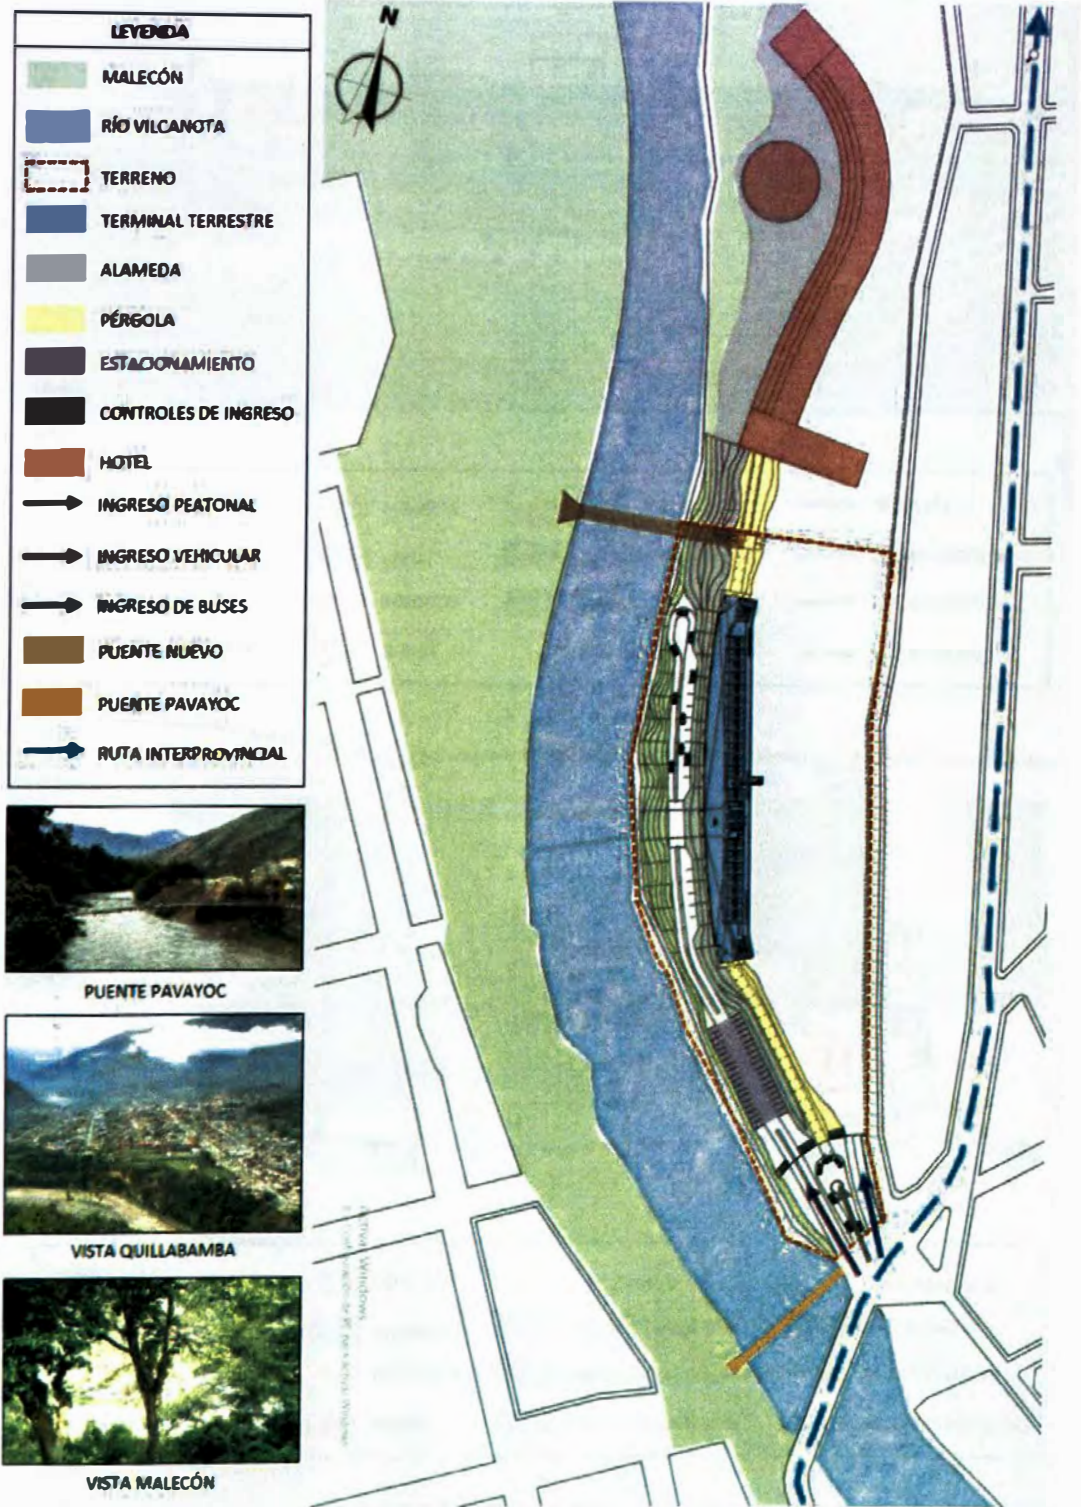 LEYENDA
MALECÓN
RÍO VILCANOTA
TERRENO
TERMINAL TERRESTRE
ALAMEDA
PÉRGOLA
ESTACIONAMIENTO
CONTROLES DE INGRESO
HOTEL
INGRESO PEATONAL
INGRESO VEHICULAR
INGRESO DE BUSES
PUENTE NUEVO
PUENTE PAVAYOC
RUTA INTERPROVINCIAL
N
PUENTE PAVAYOC
VISTA QUILLABAMBA
VISTA MALECÓN
Windows